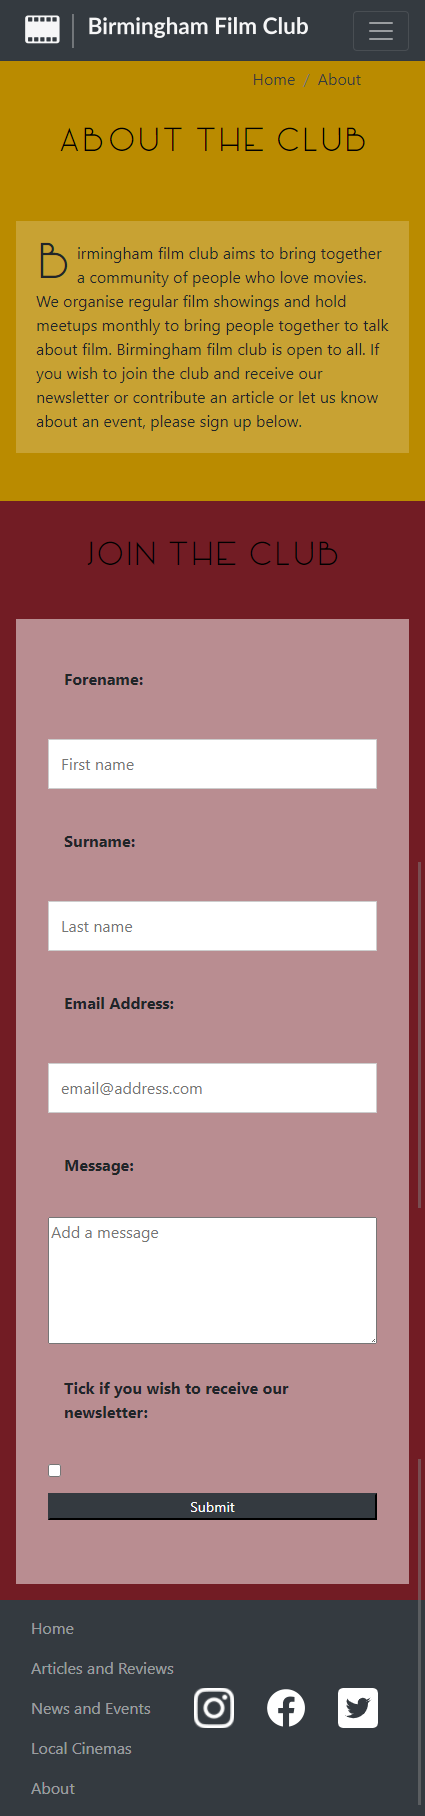 Birmingham Film Club
Home / About
ABOUT THE CLUB
Birmingham film club aims to bring together
a community of people who love movies.
We organise regular film showings and hold
meetups monthly to bring people together to talk
about film. Birmingham film club is open to all. If
you wish to join the club and receive our
newsletter or contribute an article or let us know
about an event, please sign up below.
JOIN THE CLUB
Forename:
First name
Surname:
Last name
Email Address:
email@address.com
Message:
Add a message
Tick if you wish to receive our
newsletter:
Submit
Home
Articles and Reviews
News and Events
Local Cinemas
About